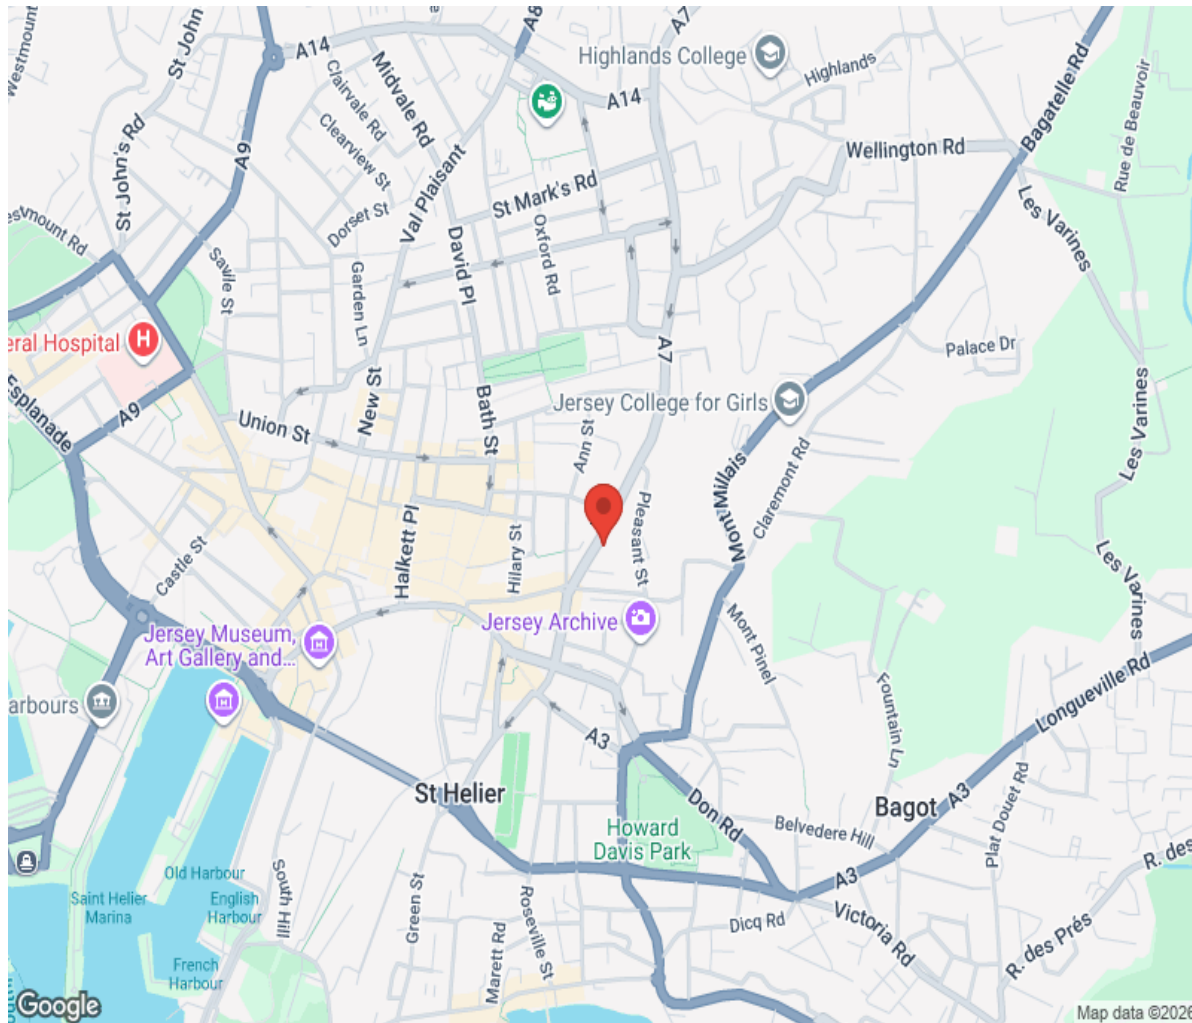 A8
A7
Westmount
St John
A14
Midvale Rd
Clairvale Rd
Highlands College
Highlands
A14
Bagatelle Rd
Rue de Beauvoir
St John's Rd
A9
Clearview St
Val Plaisant
Wellington Rd
St Mark's Rd
Dorset St
Oxford Rd
Les Varines
estmount Rd
Savile St
David Pl
Garden Ln
eral Hospital
H
A7
Palace Dr
Esplanade
A9
New St
Bath St
Union St
Jersey College for Girls
Ann St
Les Varines
Claremont Rd
Mont Millais
Pleasant St
Halkett Pl
Hilary St
Castle St
Les Varines
Jersey Archive
Jersey Museum,
Art Gallery and...
Mont Pinel
Fountain Ln
Longueville Rd
arbours
A3
St Helier
Don Rd
Bagot
A3
Plat Douet Rd
Belvedere Hill
Howard
Davis Park
R. des
Old Harbour
A3
Saint Helier
Marina
English
Harbour
South Hill
Green St
Roseville St
Marett Rd
Dicq Rd
Victoria Rd
R. des Prés
French
Harbour
Google
Map data ©2026